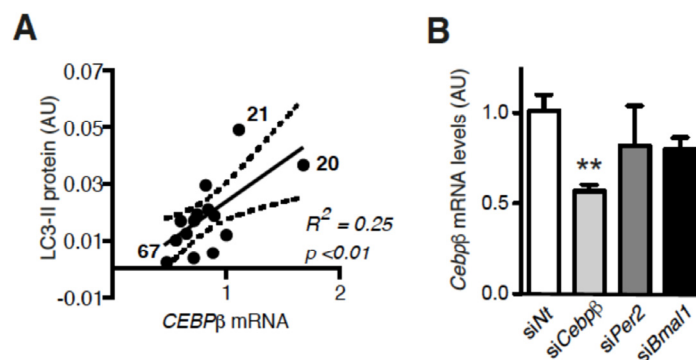 A
LC3-II protein (AU)
0.07
0.05
0.03
0.01
-0.01
21
20
67
R² = 0.25
p <0.01
1
2
CEBPβ mRNA
B
Cebpβ mRNA levels (AU)
1.0
0.5
0.0
**
siNt
siCebpβ
siPer2
siBmal1